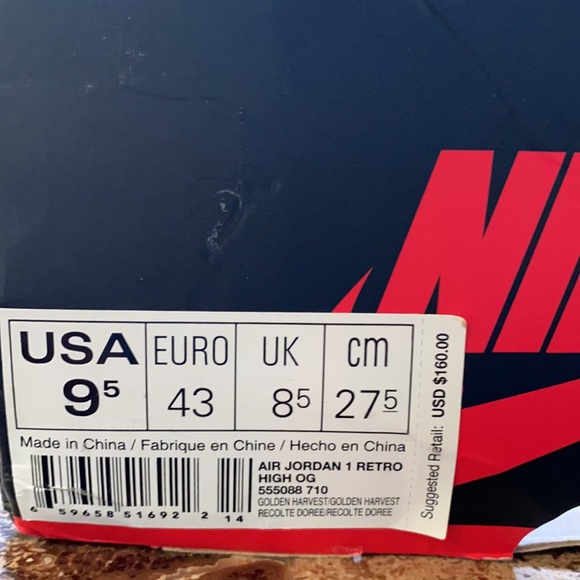 NI
USA EURO UK cm
9⁵ 43 8⁵ 27⁵
Made in China / Fabrique en Chine / Hecho en China
AIR JORDAN 1 RETRO
HIGH OG
555088 710
GOLDEN HARVEST/GOLDEN HARVEST
RECOLTE DOREE/RECOLTE DOREE
6 59658 51692 2 14
Suggested Retail: USD $160.00